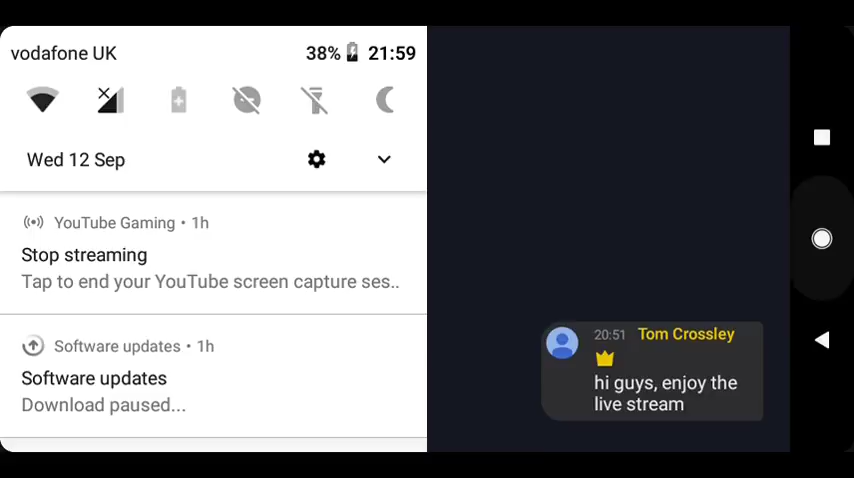 vodafone UK 38% 21:59
Wed 12 Sep
YouTube Gaming • 1h
Stop streaming
Tap to end your YouTube screen capture ses..
Software updates • 1h
Software updates
Download paused...
20:51 Tom Crossley
hi guys, enjoy the
live stream